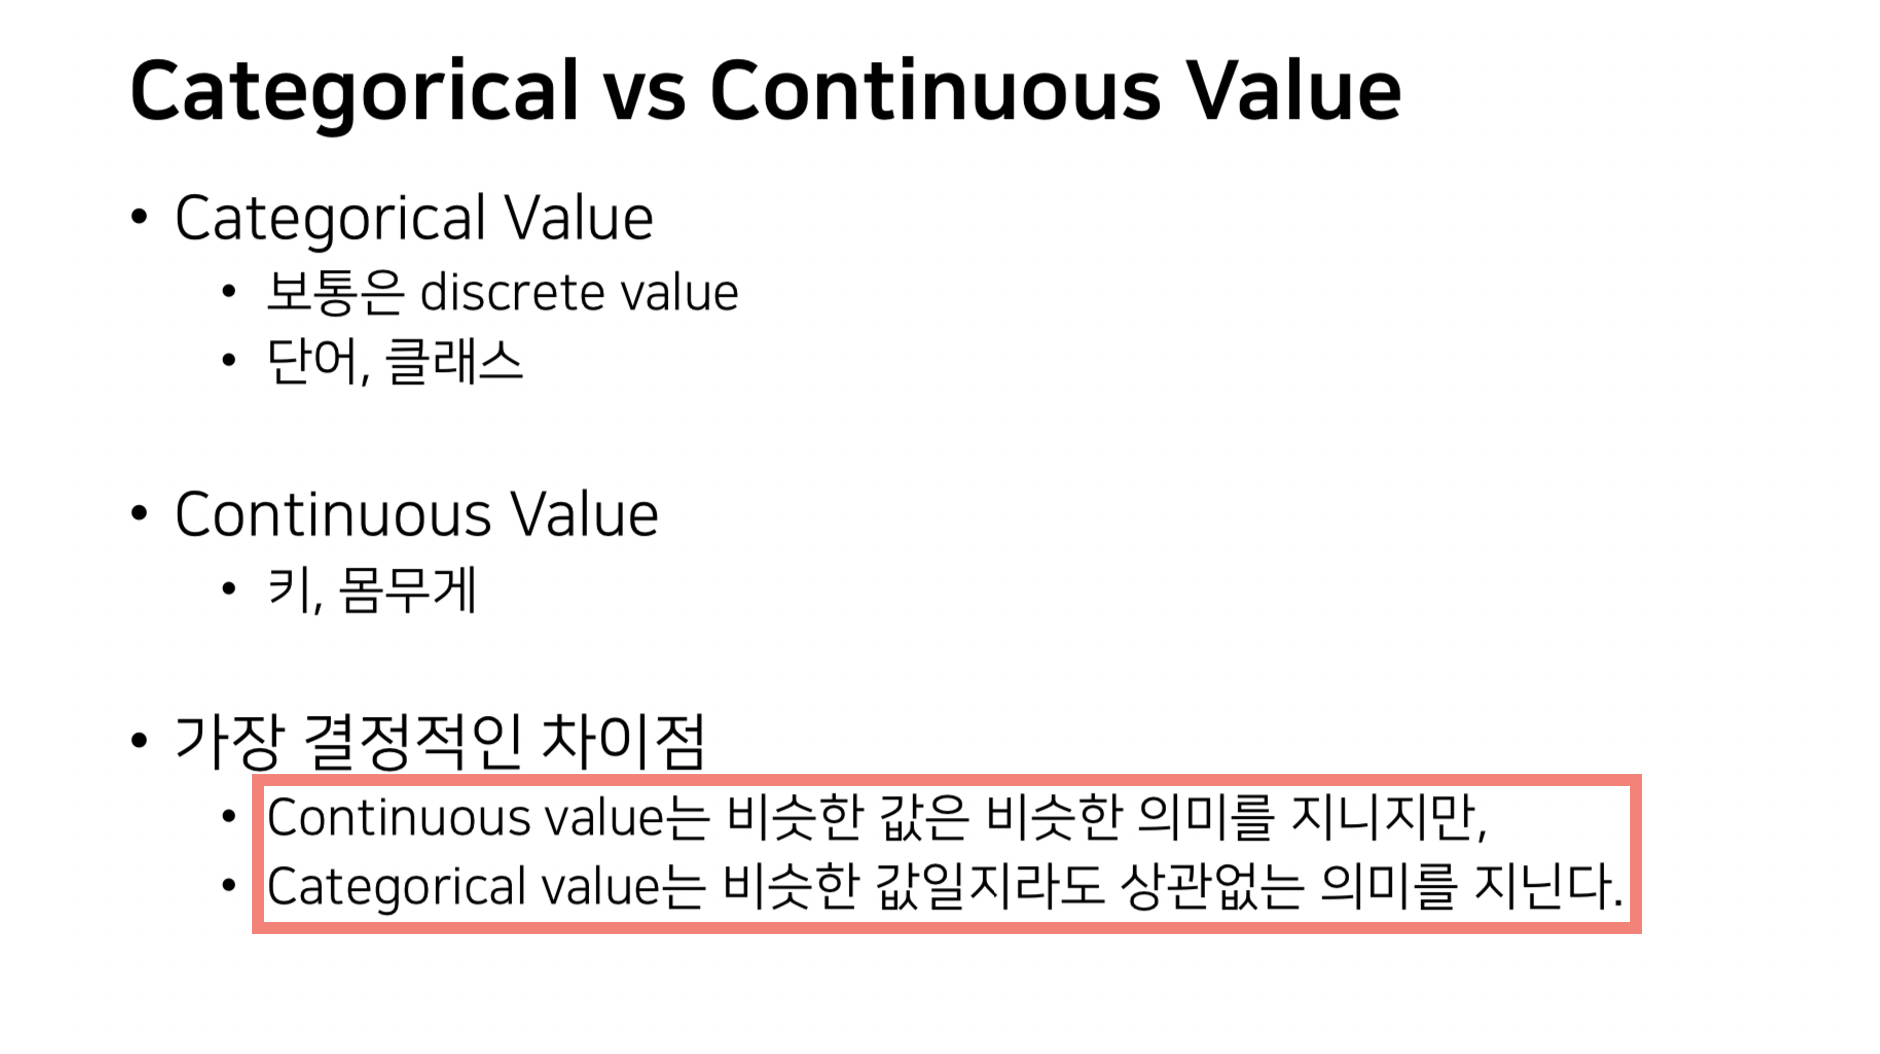 Categorical vs Continuous Value
• Categorical Value
• 보통은 discrete value
• 단어, 클래스
• Continuous Value
• 키, 몸무게
• 가장 결정적인 차이점
• Continuous value는 비슷한 값은 비슷한 의미를 지니지만,
• Categorical value는 비슷한 값일지라도 상관없는 의미를 지닌다.